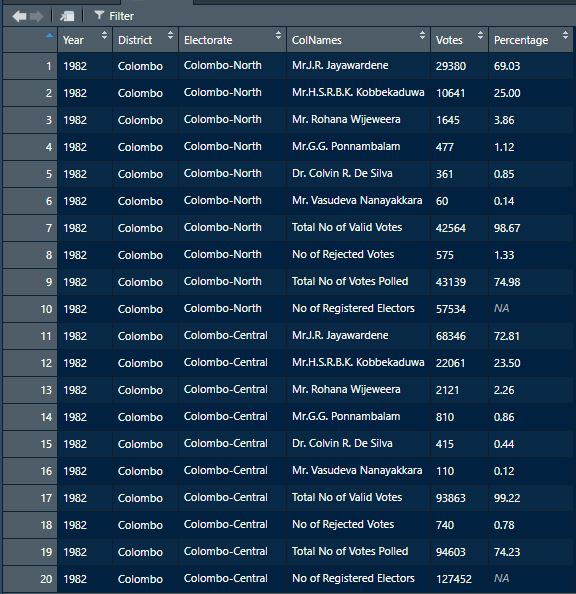 Filter
Year District Electorate ColNames Votes Percentage
1 1982 Colombo Colombo-North Mr.J.R. Jayawardene 29380 69.03
2 1982 Colombo Colombo-North Mr.H.S.R.B.K. Kobbekaduwa 10641 25.00
3 1982 Colombo Colombo-North Mr. Rohana Wijeweera 1645 3.86
4 1982 Colombo Colombo-North Mr.G.G. Ponnambalam 477 1.12
5 1982 Colombo Colombo-North Dr. Colvin R. De Silva 361 0.85
6 1982 Colombo Colombo-North Mr. Vasudeva Nanayakkara 60 0.14
7 1982 Colombo Colombo-North Total No of Valid Votes 42564 98.67
8 1982 Colombo Colombo-North No of Rejected Votes 575 1.33
9 1982 Colombo Colombo-North Total No of Votes Polled 43139 74.98
10 1982 Colombo Colombo-North No of Registered Electors 57534 NA
11 1982 Colombo Colombo-Central Mr.J.R. Jayawardene 68346 72.81
12 1982 Colombo Colombo-Central Mr.H.S.R.B.K. Kobbekaduwa 22061 23.50
13 1982 Colombo Colombo-Central Mr. Rohana Wijeweera 2121 2.26
14 1982 Colombo Colombo-Central Mr.G.G. Ponnambalam 810 0.86
15 1982 Colombo Colombo-Central Dr. Colvin R. De Silva 415 0.44
16 1982 Colombo Colombo-Central Mr. Vasudeva Nanayakkara 110 0.12
17 1982 Colombo Colombo-Central Total No of Valid Votes 93863 99.22
18 1982 Colombo Colombo-Central No of Rejected Votes 740 0.78
19 1982 Colombo Colombo-Central Total No of Votes Polled 94603 74.23
20 1982 Colombo Colombo-Central No of Registered Electors 127452 NA